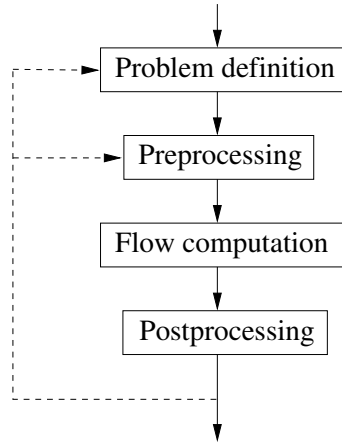 Problem definition
Preprocessing
Flow computation
Postprocessing